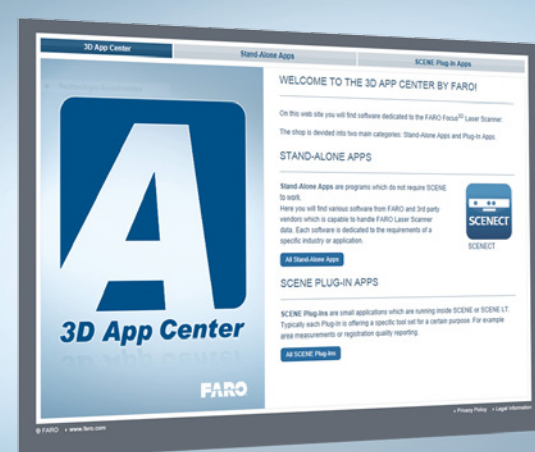 3D App Center
Stand-Alone Apps
SCENE Plug-In Apps
WELCOME TO THE 3D APP CENTER BY FARO!
On this web site you will find software dedicated to the FARO Focus3D Laser Scanner.
The shop is devided into two main categories: Stand-Alone Apps and Plug-In Apps.
STAND-ALONE APPS
Stand-Alone Apps are programs which do not require SCENE
to work.
Here you will find various software from FARO and 3rd party
vendors which is capable to handle FARO Laser Scanner
data. Each software is dedicated to the requirements of a
specific industry or application.
SCENECT
SCENECT
All Stand-Alone Apps
SCENE PLUG-IN APPS
SCENE Plug-Ins are small applications which are running inside SCENE or SCENE LT.
Typically each Plug-In is offering a specific tool set for a certain purpose. For example
area measurements or registration quality reporting.
All SCENE Plug-Ins
A
3D App Center
FARO
© FARO › www.faro.com
› Privacy Policy › Legal Information